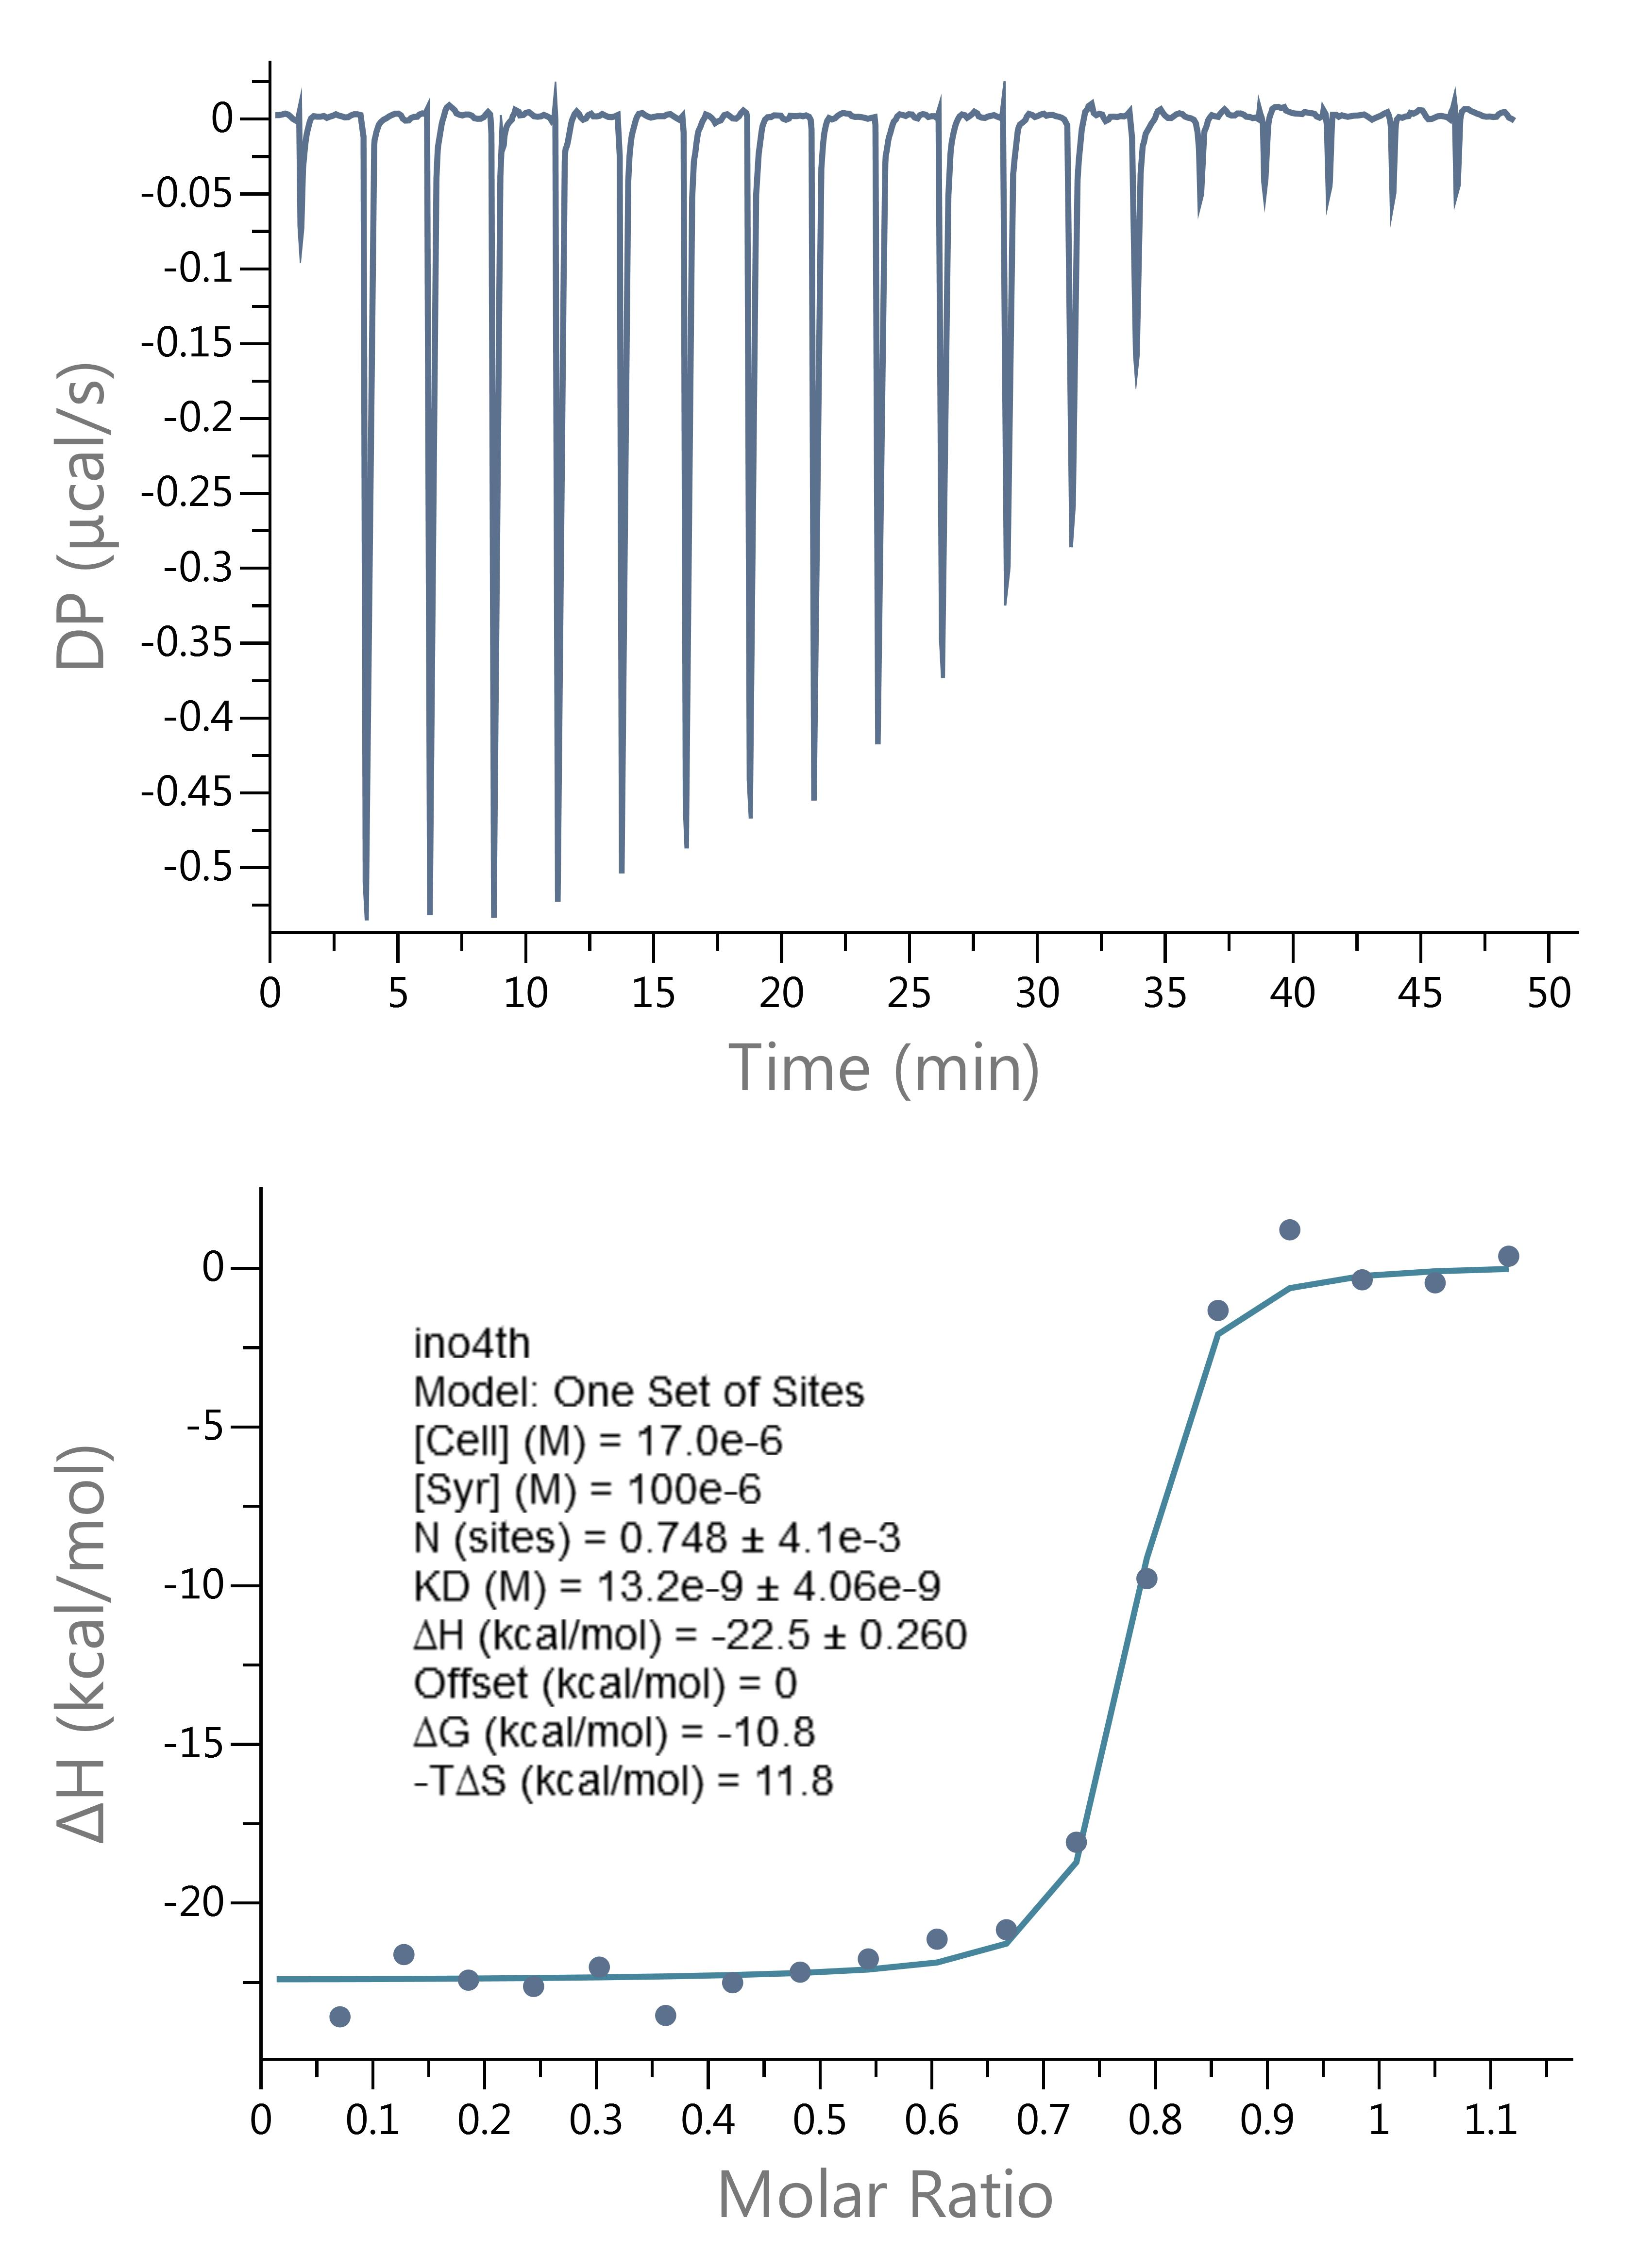 0
-0.05
-0.1
-0.15
-0.2
-0.25
-0.3
-0.35
-0.4
-0.45
-0.5
DP (µcal/s)
0 5 10 15 20 25 30 35 40 45 50
Time (min)
0
-5
-10
-15
-20
ΔH (kcal/mol)
ino4th
Model: One Set of Sites
[Cell] (M) = 17.0e-6
[Syr] (M) = 100e-6
N (sites) = 0.748 ± 4.1e-3
KD (M) = 13.2e-9 ± 4.06e-9
ΔH (kcal/mol) = -22.5 ± 0.260
Offset (kcal/mol) = 0
ΔG (kcal/mol) = -10.8
-TΔS (kcal/mol) = 11.8
0 0.1 0.2 0.3 0.4 0.5 0.6 0.7 0.8 0.9 1 1.1
Molar Ratio